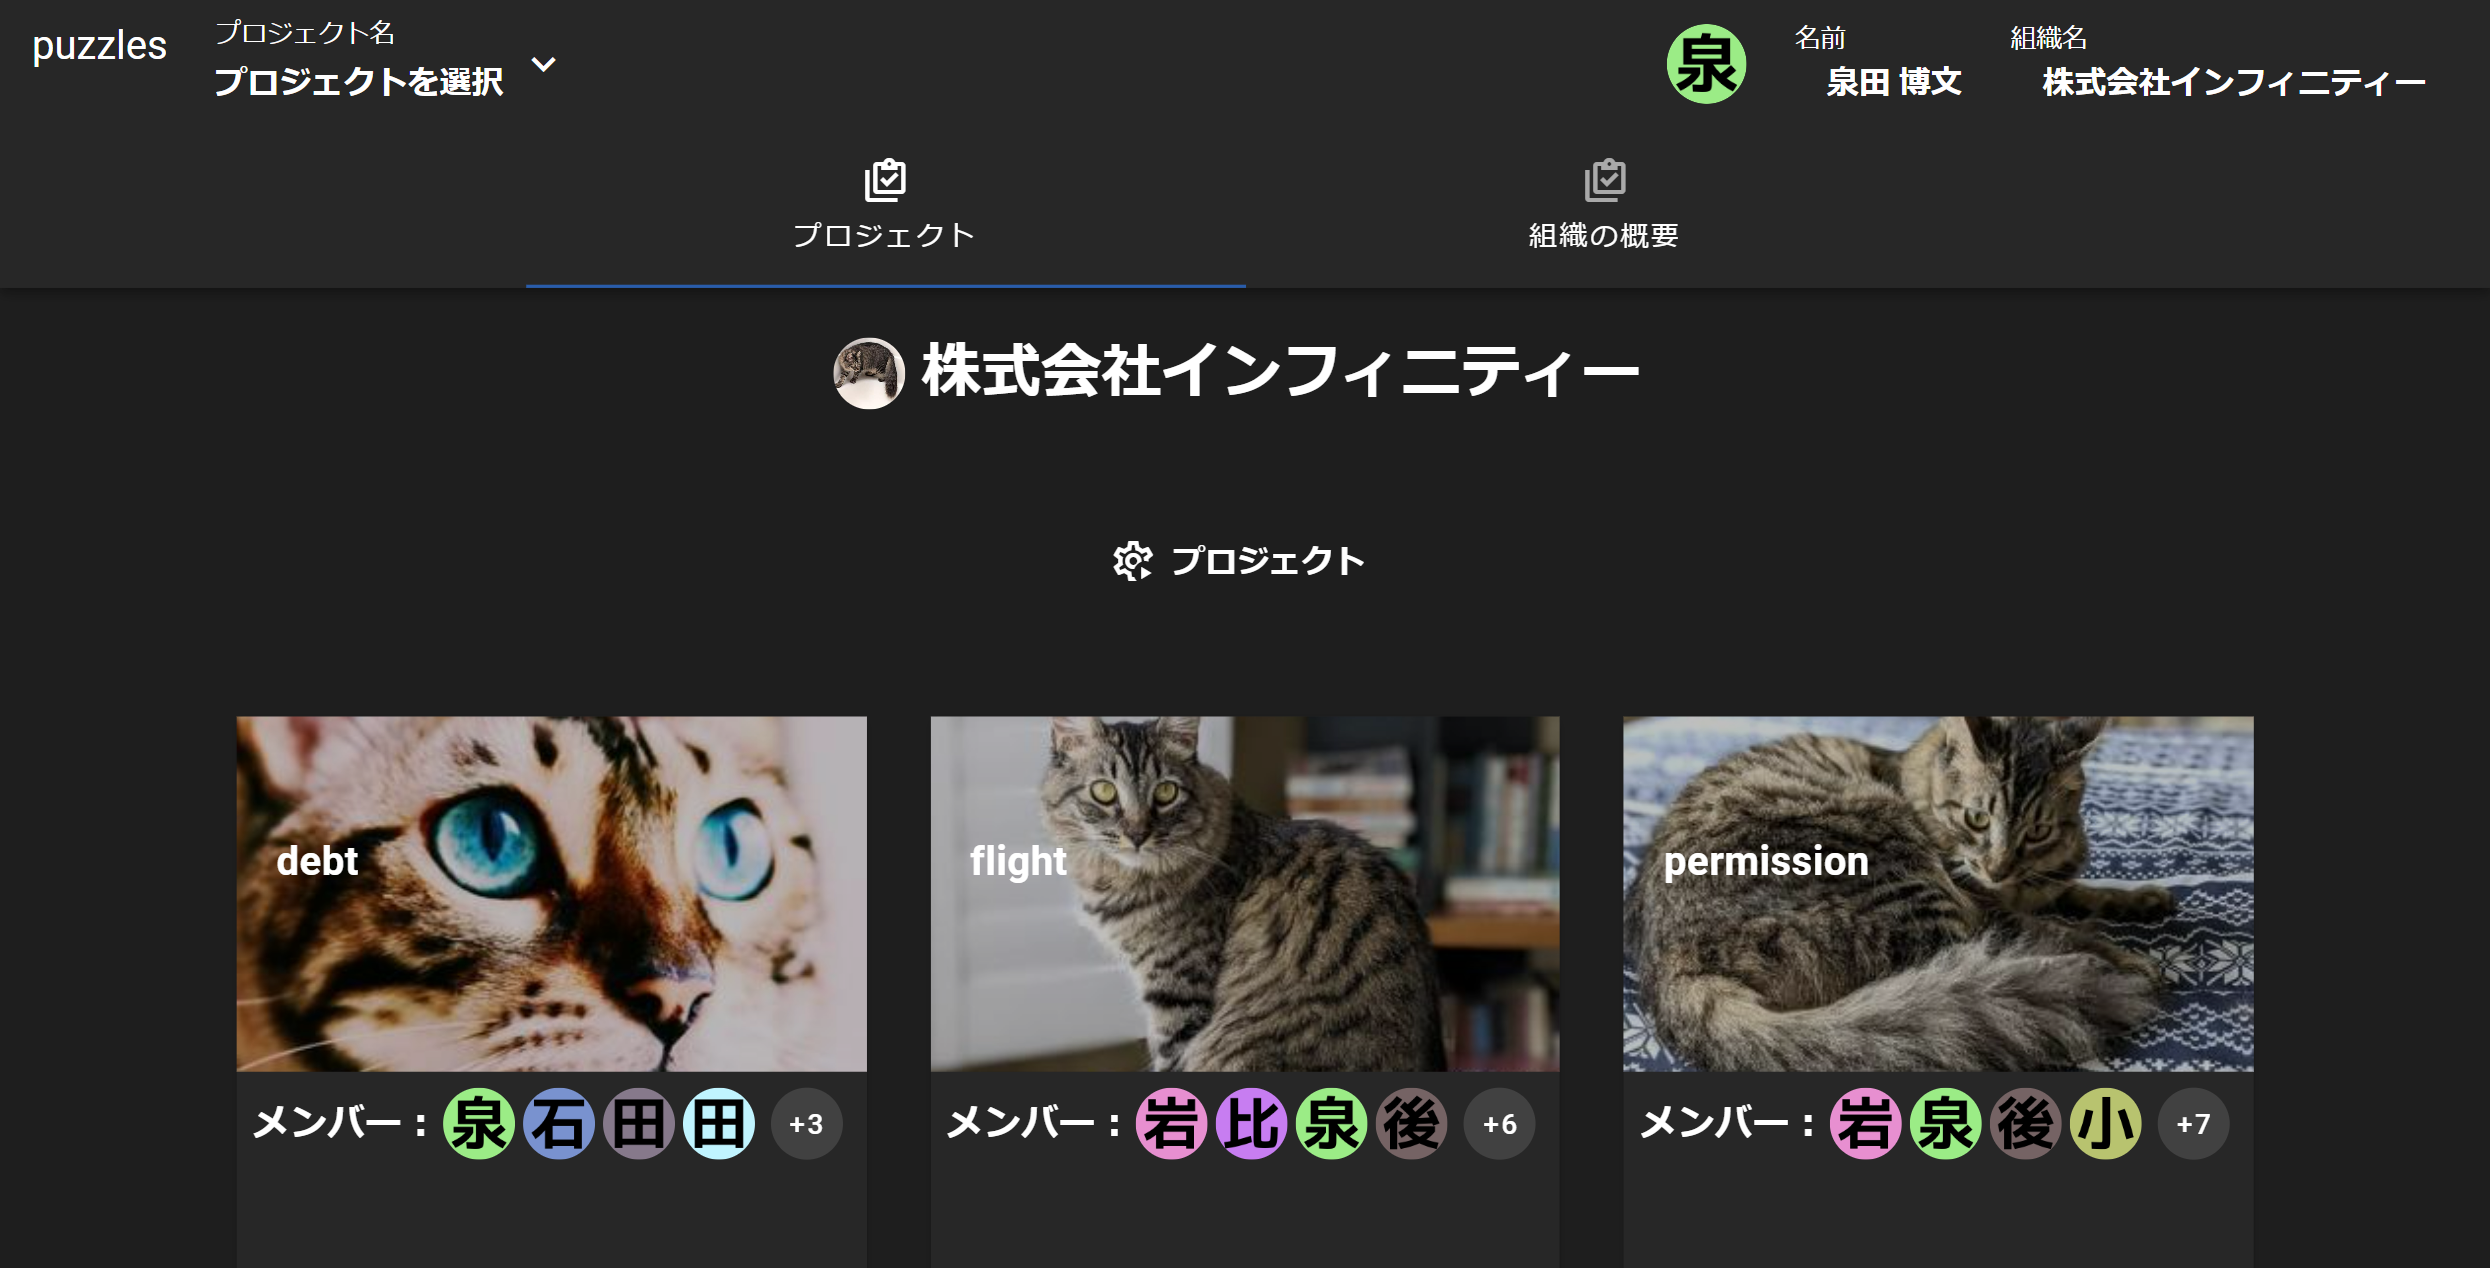 puzzles
プロジェクト名
プロジェクトを選択
泉
名前
泉田 博文
組織名
株式会社インフィニティー
プロジェクト
組織の概要
株式会社インフィニティー
プロジェクト
debt
メンバー：泉 石 田 田 +3
flight
メンバー：岩 比 泉 後 +6
permission
メンバー：岩 泉 後 小 +7